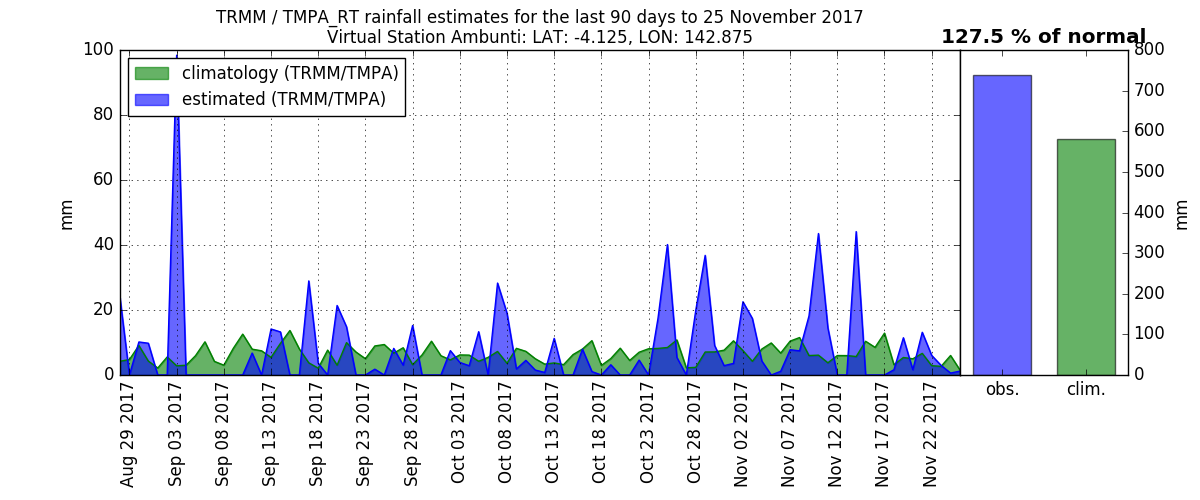 TRMM / TMPA_RT rainfall estimates for the last 90 days to 25 November 2017
Virtual Station Ambunti: LAT: -4.125, LON: 142.875
127.5 % of normal
climatology (TRMM/TMPA)
estimated (TRMM/TMPA)
100
80
60
40
20
0
mm
800
700
600
500
400
300
200
100
0
mm
obs.
clim.
Aug 29 2017
Sep 03 2017
Sep 08 2017
Sep 13 2017
Sep 18 2017
Sep 23 2017
Sep 28 2017
Oct 03 2017
Oct 08 2017
Oct 13 2017
Oct 18 2017
Oct 23 2017
Oct 28 2017
Nov 02 2017
Nov 07 2017
Nov 12 2017
Nov 17 2017
Nov 22 2017